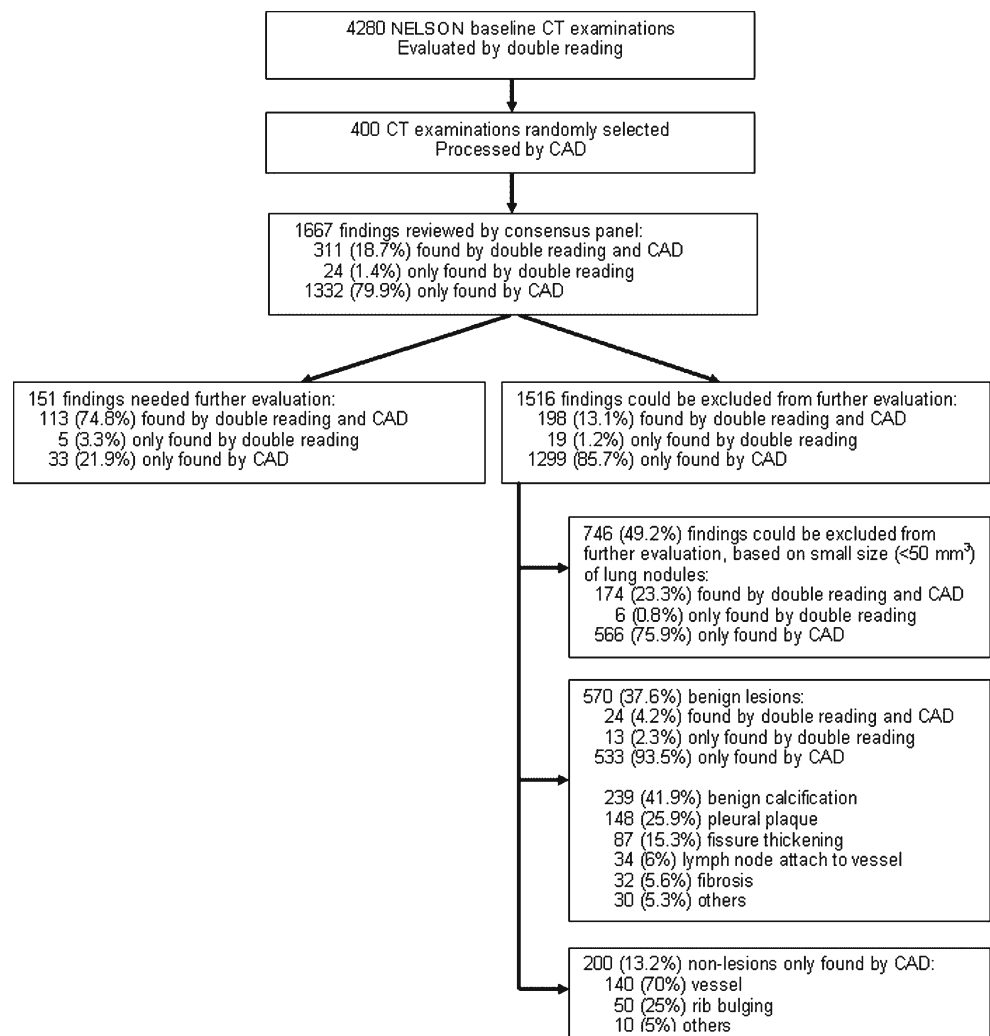 4280 NELSON baseline CT examinations
Evaluated by double reading
400 CT examinations randomly selected
Processed by CAD
1667 findings reviewed by consensus panel:
311 (18.7%) found by double reading and CAD
24 (1.4%) only found by double reading
1332 (79.9%) only found by CAD
151 findings needed further evaluation:
113 (74.8%) found by double reading and CAD
5 (3.3%) only found by double reading
33 (21.9%) only found by CAD
1516 findings could be excluded from further evaluation:
198 (13.1%) found by double reading and CAD
19 (1.2%) only found by double reading
1299 (85.7%) only found by CAD
746 (49.2%) findings could be excluded from
further evaluation, based on small size (<50 mm³)
of lung nodules:
174 (23.3%) found by double reading and CAD
6 (0.8%) only found by double reading
566 (75.9%) only found by CAD
570 (37.6%) benign lesions:
24 (4.2%) found by double reading and CAD
13 (2.3%) only found by double reading
533 (93.5%) only found by CAD
239 (41.9%) benign calcification
148 (25.9%) pleural plaque
87 (15.3%) fissure thickening
34 (6%) lymph node attach to vessel
32 (5.6%) fibrosis
30 (5.3%) others
200 (13.2%) non-lesions only found by CAD:
140 (70%) vessel
50 (25%) rib bulging
10 (5%) others